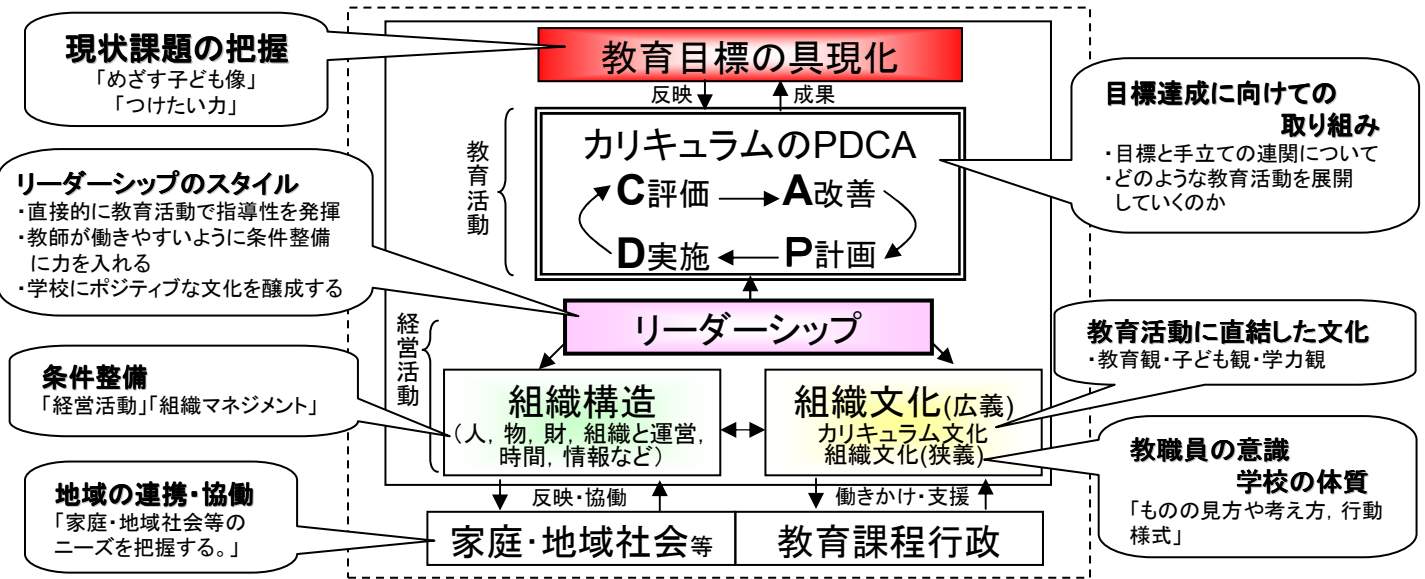 現状課題の把握
「めざす子ども像」
「つけたい力」
教育目標の具現化
反映
成果
目標達成に向けての
取り組み
・目標と手立ての連関について
・どのような教育活動を展開
していくのか
教育活動
カリキュラムのPDCA
C評価
A改善
D実施
P計画
リーダーシップのスタイル
・直接的に教育活動で指導性を発揮
・教師が働きやすいように条件整備
に力を入れる
・学校にポジティブな文化を醸成する
リーダーシップ
経営活動
教育活動に直結した文化
・教育観・子ども観・学力観
条件整備
「経営活動」「組織マネジメント」
組織構造
（人，物，財，組織と運営，
時間，情報など）
組織文化(広義)
カリキュラム文化
組織文化(狭義)
教職員の意識
学校の体質
「ものの見方や考え方，行動
様式」
地域の連携・協働
「家庭・地域社会等の
ニーズを把握する。」
反映・協働
働きかけ・支援
家庭・地域社会等
教育課程行政